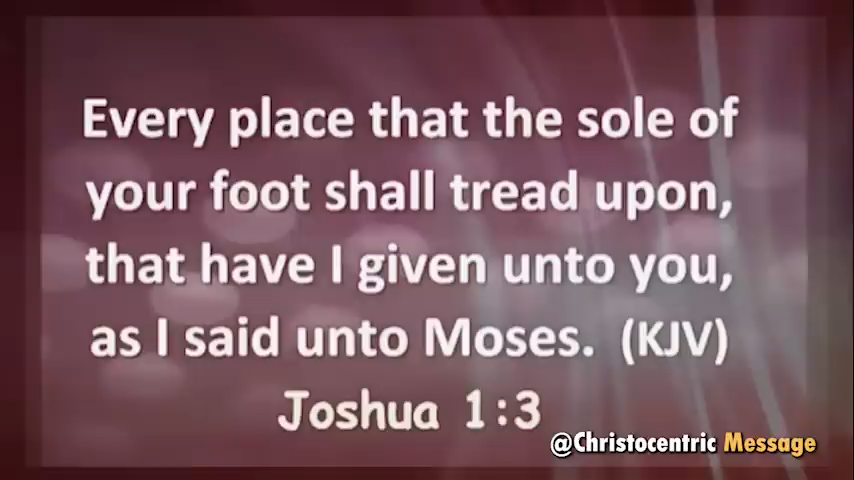 Every place that the sole of
your foot shall tread upon,
that have I given unto you,
as I said unto Moses. (KJV)
Joshua 1:3
@Christocentric Message